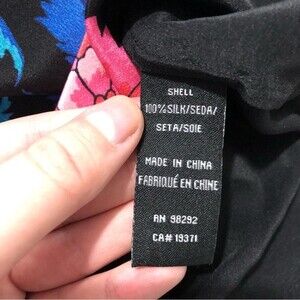 SHELL
100%SILK/SEDA/
SETA/SOIE
MADE IN CHINA
FABRIQUÉ EN CHINE
RN 98292
CA# 19371